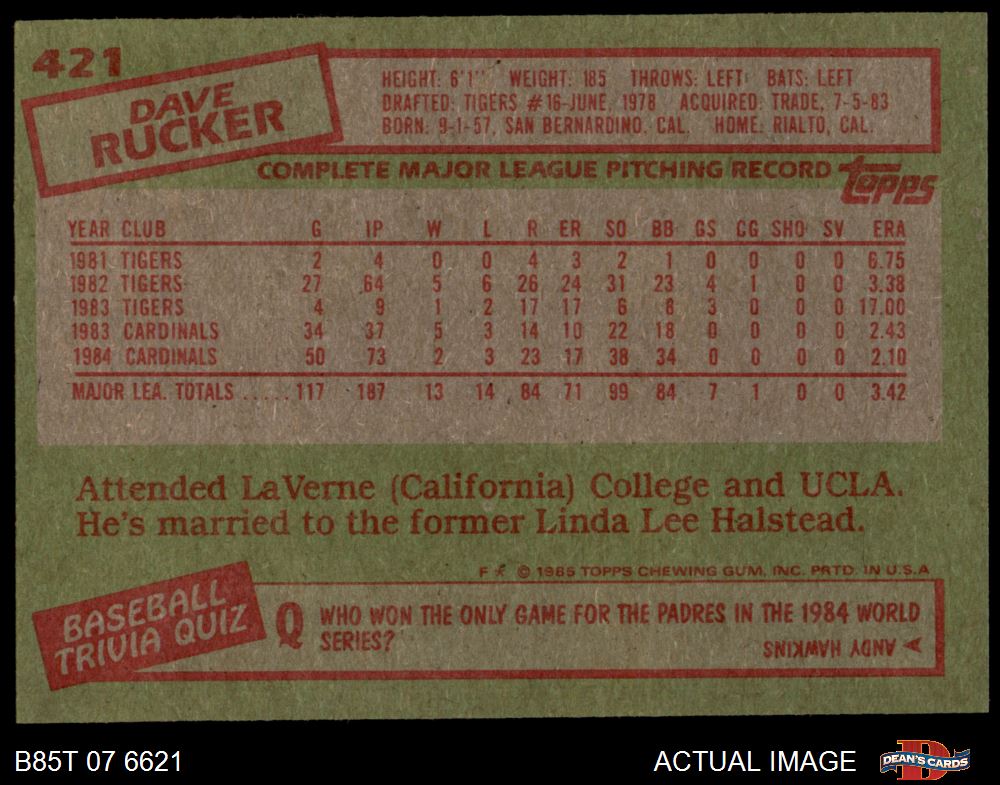 421
DAVE
RUCKER
HEIGHT: 6'1" WEIGHT: 185 THROWS: LEFT BATS: LEFT
DRAFTED: TIGERS #16-JUNE, 1978 ACQUIRED: TRADE, 7-5-83
BORN: 9-1-57, SAN BERNARDINO, CAL. HOME: RIALTO, CAL.
COMPLETE MAJOR LEAGUE PITCHING RECORD topps
YEAR CLUB G IP W L R ER SO BB GS CG SHO SV ERA
1981 TIGERS 2 4 0 0 4 3 2 1 0 0 0 0 6.75
1982 TIGERS 27 64 5 6 26 24 31 23 4 1 0 0 3.38
1983 TIGERS 4 9 1 2 17 17 6 8 3 0 0 0 17.00
1983 CARDINALS 34 37 5 3 14 10 22 18 0 0 0 0 2.43
1984 CARDINALS 50 73 2 3 23 17 38 34 0 0 0 0 2.10
MAJOR LEA. TOTALS ..... 117 187 13 14 84 71 99 84 7 1 0 0 3.42
Attended LaVerne (California) College and UCLA.
He's married to the former Linda Lee Halstead.
F * © 1985 TOPPS CHEWING GUM, INC. PRTD. IN U.S.A
BASEBALL
TRIVIA QUIZ
Q WHO WON THE ONLY GAME FOR THE PADRES IN THE 1984 WORLD
SERIES?
ANDY HAWKINS
B85T 07 6621
ACTUAL IMAGE
DEAN'S CARDS